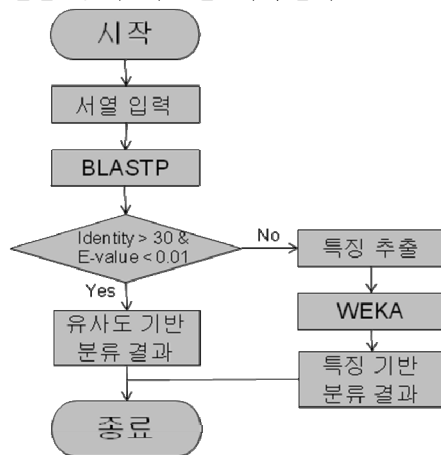 시작
서열 입력
BLASTP
Identity > 30 &
E-value < 0.01
No
Yes
특징 추출
WEKA
유사도 기반
분류 결과
특징 기반
분류 결과
종료